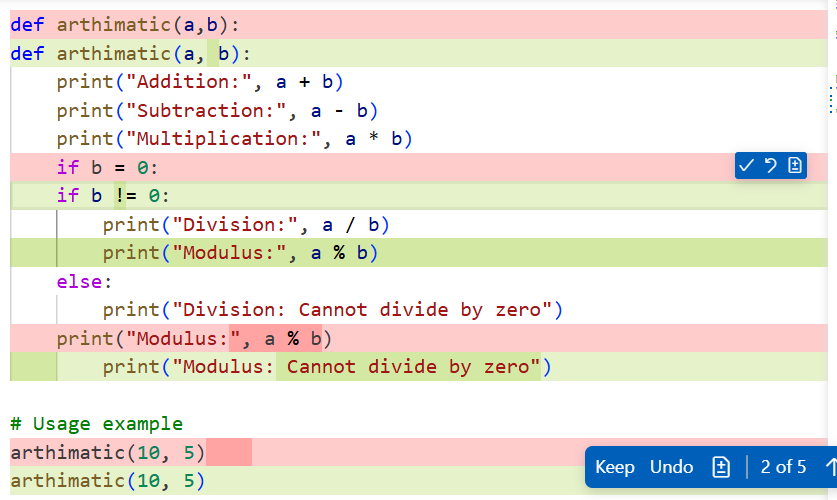 def arthimatic(a,b):
def arthimatic(a, b):
    print("Addition:", a + b)
    print("Subtraction:", a - b)
    print("Multiplication:", a * b)
    if b = 0:
    if b != 0:
        print("Division:", a / b)
        print("Modulus:", a % b)
    else:
        print("Division: Cannot divide by zero")
    print("Modulus:", a % b)
        print("Modulus: Cannot divide by zero")
# Usage example
arthimatic(10, 5)
Keep Undo 2 of 5
arthimatic(10, 5)